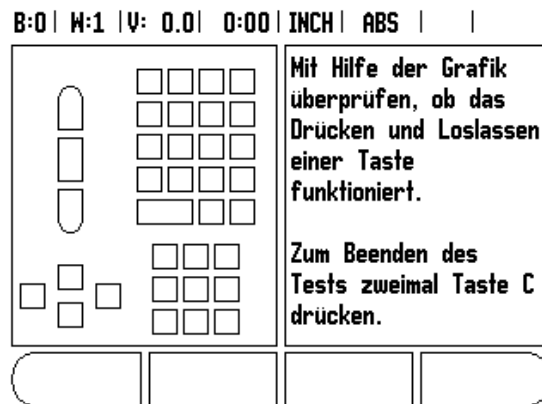 B:0| W:1 |V: 0.0| 0:00| INCH| ABS | |
Mit Hilfe der Grafik
überprüfen, ob das
Drücken und Loslassen
einer Taste
funktioniert.
Zum Beenden des
Tests zweimal Taste C
drücken.